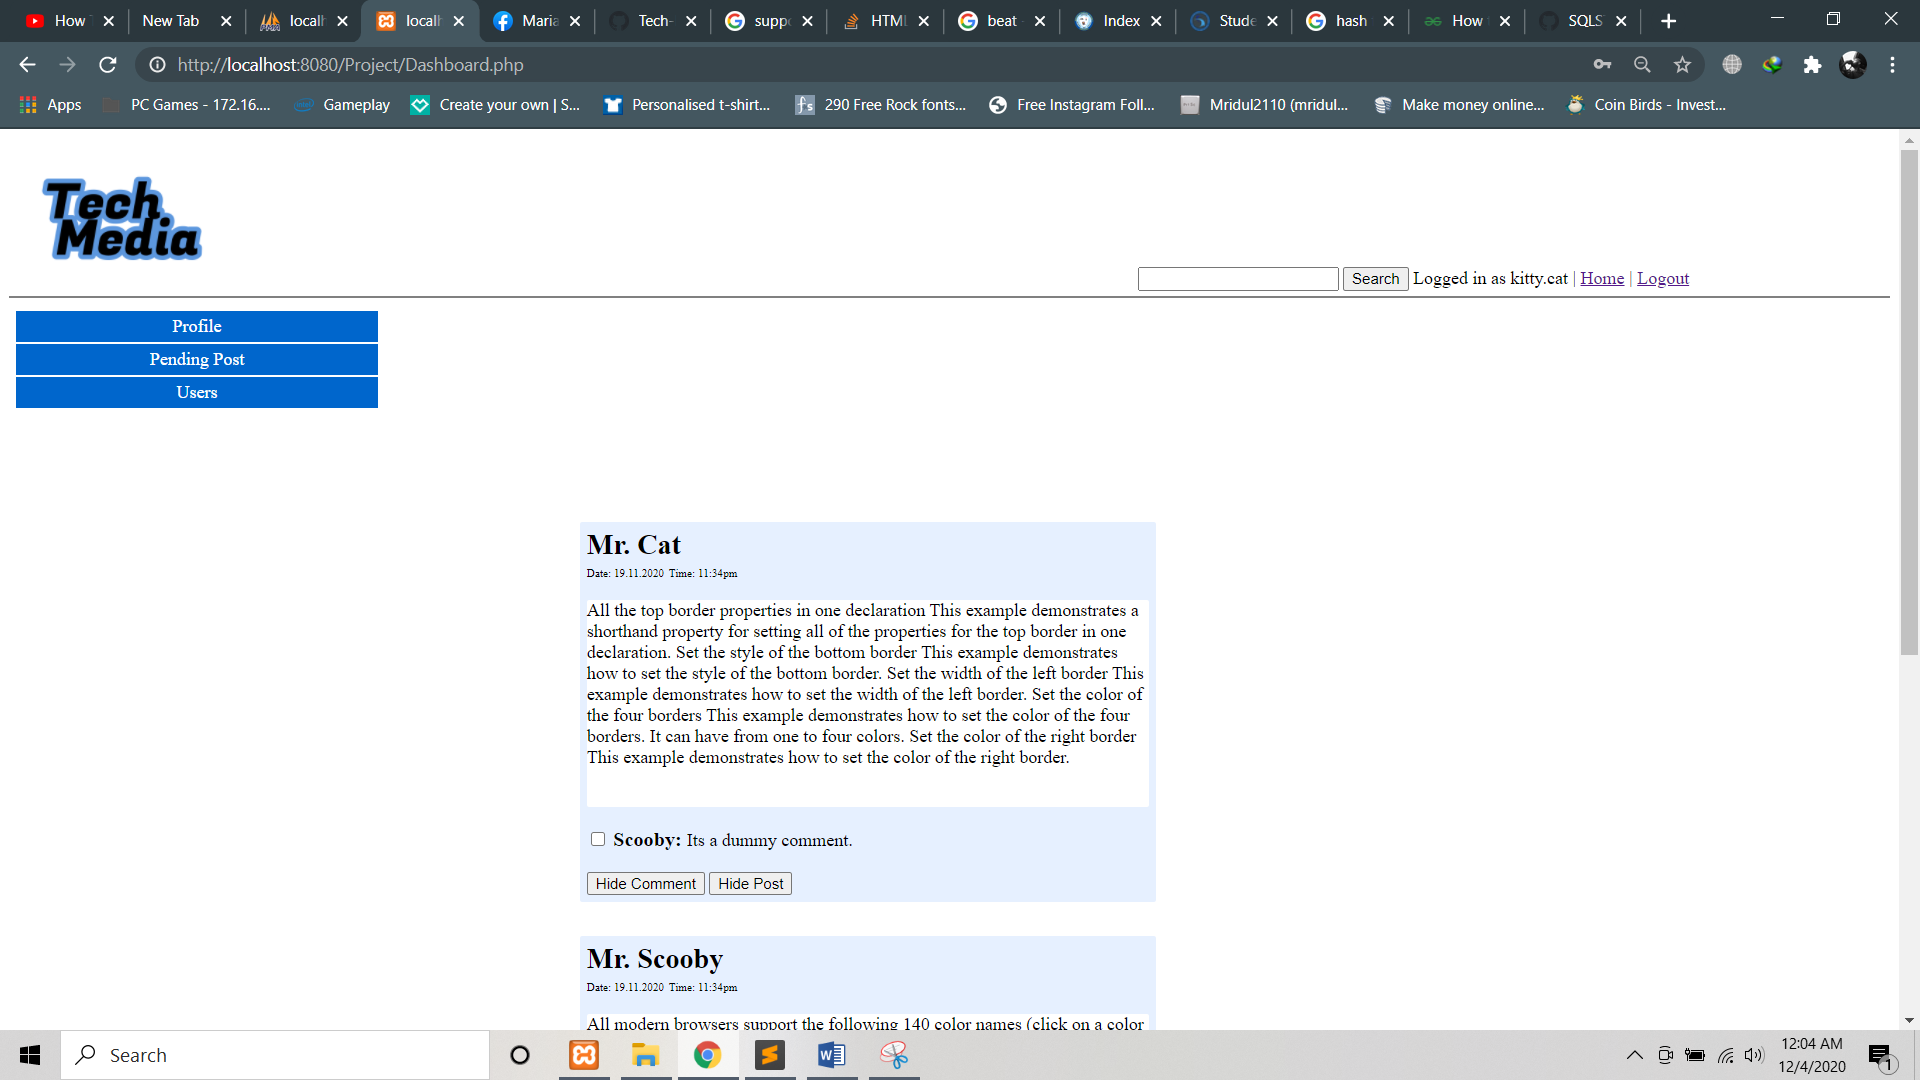 How
New Tab
localh
localh
Maria
Tech-
suppo
HTML
beat
Index
Stude
hash
How
SQLS
http://localhost:8080/Project/Dashboard.php
Apps
PC Games - 172.16....
Gameplay
Create your own | S...
Personalised t-shirt...
fs
290 Free Rock fonts...
Free Instagram Foll...
Mridul2110 (mridul...
Make money online...
Coin Birds - Invest...
Tech
Media
Search Logged in as kitty.cat | Home | Logout
Profile
Pending Post
Users
Mr. Cat
Date: 19.11.2020 Time: 11:34pm
All the top border properties in one declaration This example demonstrates a
shorthand property for setting all of the properties for the top border in one
declaration. Set the style of the bottom border This example demonstrates
how to set the style of the bottom border. Set the width of the left border This
example demonstrates how to set the width of the left border. Set the color of
the four borders This example demonstrates how to set the color of the four
borders. It can have from one to four colors. Set the color of the right border
This example demonstrates how to set the color of the right border.
Scooby: Its a dummy comment.
Hide Comment Hide Post
Mr. Scooby
Date: 19.11.2020 Time: 11:34pm
All modern browsers support the following 140 color names (click on a color
Search
12:04 AM
12/4/2020
1